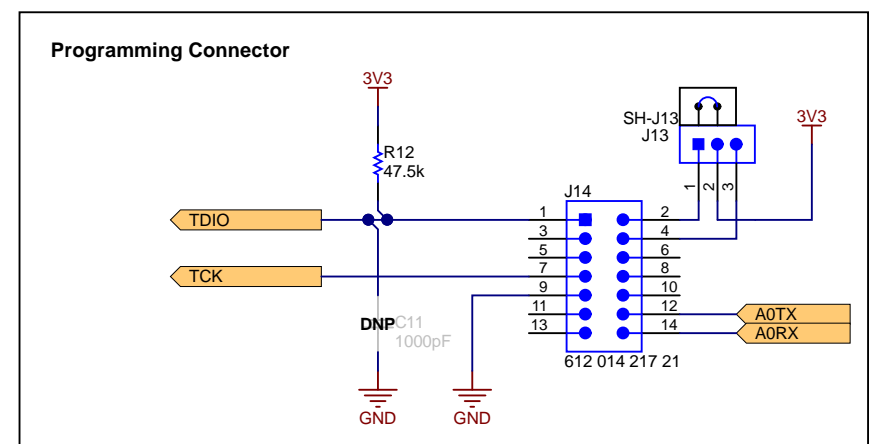 Programming Connector
3V3
SH-J13
J13
3V3
R12
47.5k
1
2
3
J14
TDIO
1
2
3
4
5
6
TCK
7
8
9
10
11
12
A0TX
13
14
A0RX
DNP
C11
1000pF
612 014 217 21
GND
GND